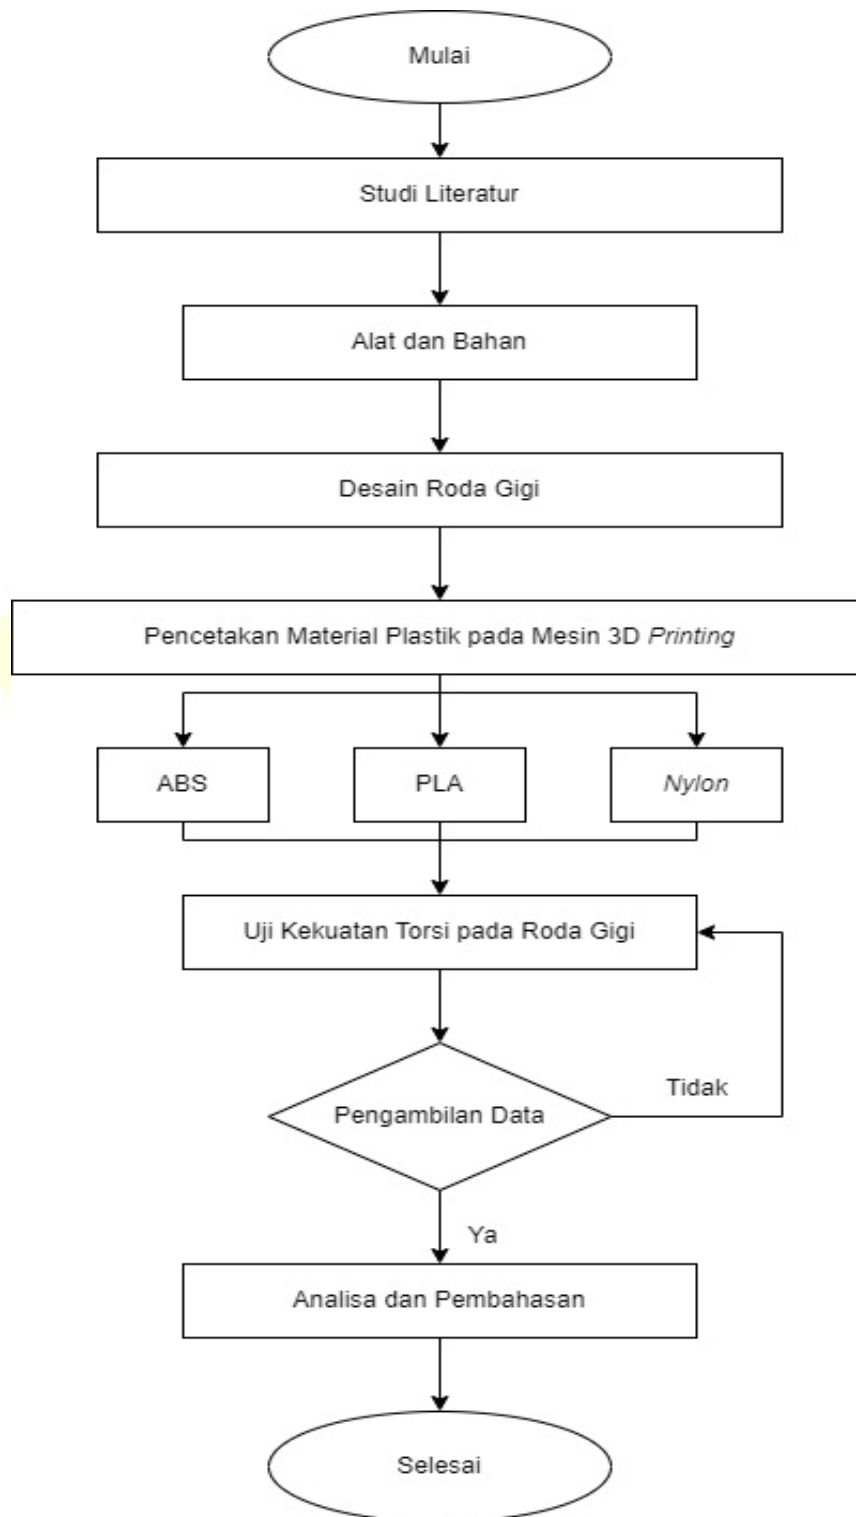 Mulai
Studi Literatur
Alat dan Bahan
Desain Roda Gigi
Pencetakan Material Plastik pada Mesin 3D Printing
ABS
PLA
Nylon
Uji Kekuatan Torsi pada Roda Gigi
Tidak
Pengambilan Data
Ya
Analisa dan Pembahasan
Selesai